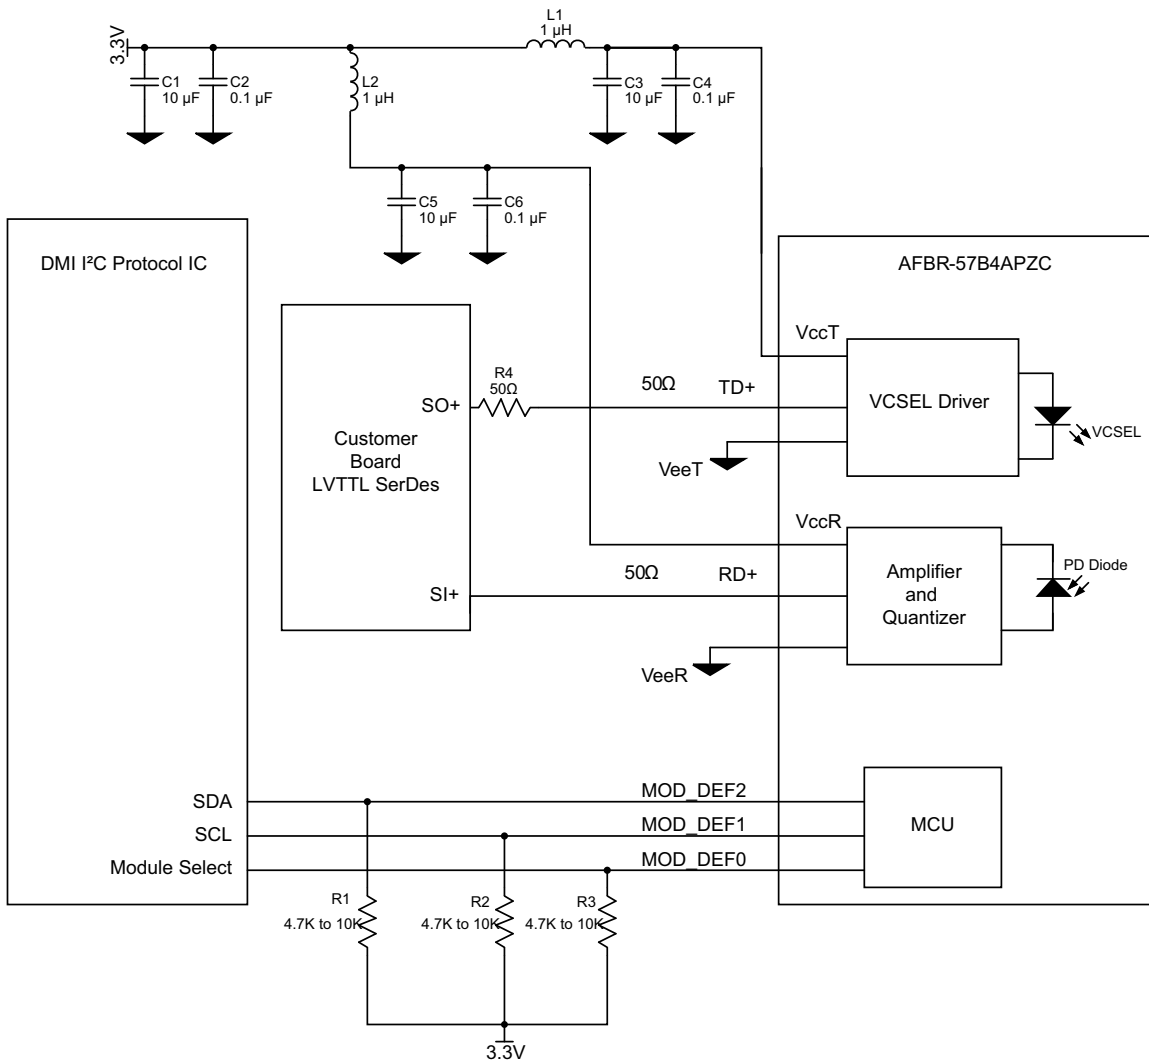 L1
1 µH
3.3V
C1
10 µF
C2
0.1 µF
L2
1 µH
C3
10 µF
C4
0.1 µF
C5
10 µF
C6
0.1 µF
DMI I²C Protocol IC
AFBR-57B4APZC
VccT
R4
50Ω
50Ω
TD+
SO+
VCSEL Driver
VCSEL
Customer
Board
LVTTL SerDes
VeeT
VccR
50Ω
RD+
SI+
Amplifier
and
Quantizer
PD Diode
VeeR
SDA
MOD_DEF2
SCL
MOD_DEF1
Module Select
MOD_DEF0
MCU
R1
4.7K to 10K
R2
4.7K to 10K
R3
4.7K to 10K
3.3V